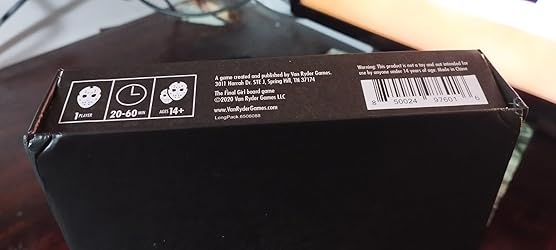 1 PLAYER
20-60 MIN
AGES 14+
A game created and published by Van Ryder Games.
3011 Harrah Dr. STE J, Spring Hill, TN 37174
The Final Girl board game
©2020 Van Ryder Games LLC
www.VanRyderGames.com
LongPack.6506088
Warning: This product is not a toy and not intended for
use by anyone under 14 years of age. Made in China
8 50024 97601 6